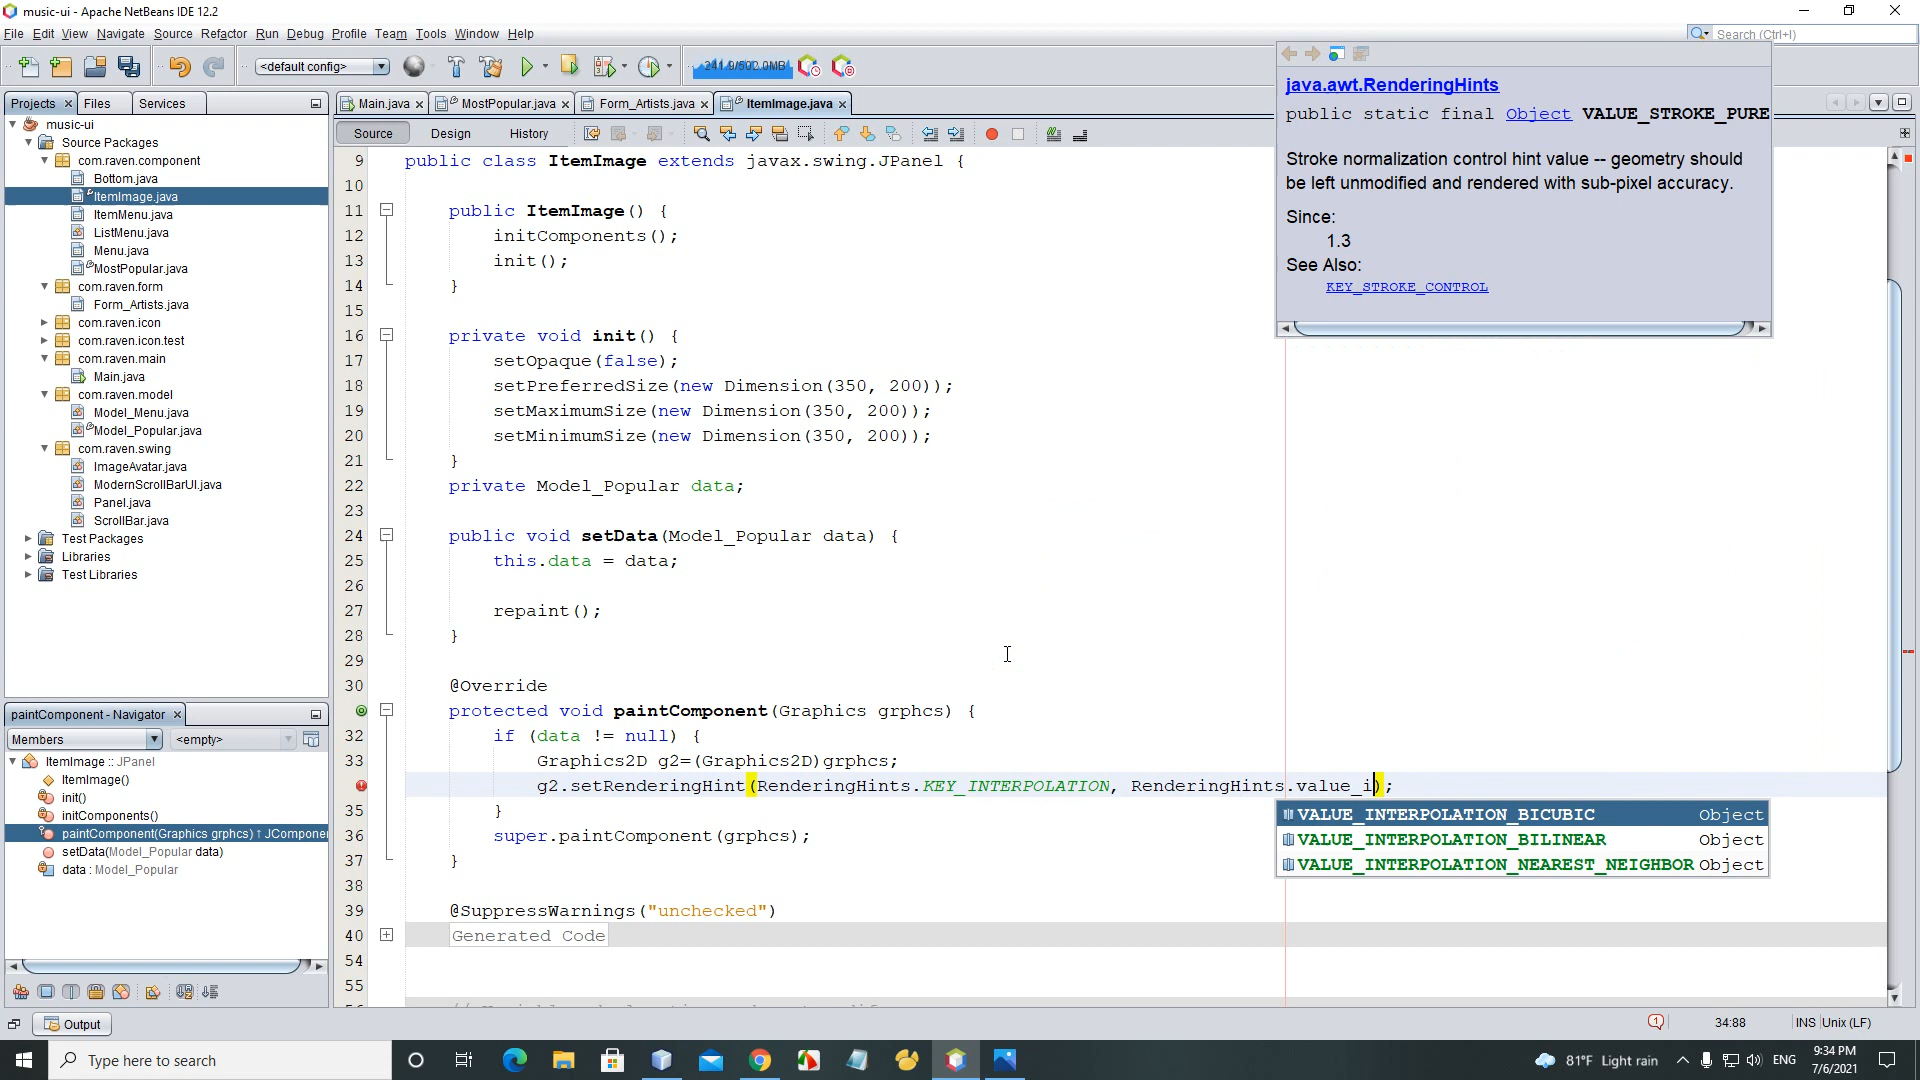 music-ui - Apache NetBeans IDE 12.2
File Edit View Navigate Source Refactor Run Debug Profile Team Tools Window Help
Search (Ctrl+I)
<default config>
241.9/502.0MB
Projects Files Services
Main.java MostPopular.java Form_Artists.java ItemImage.java
Source Design History
music-ui
Source Packages
com.raven.component
Bottom.java
ItemImage.java
ItemMenu.java
ListMenu.java
Menu.java
MostPopular.java
com.raven.form
Form_Artists.java
com.raven.icon
com.raven.icon.test
com.raven.main
Main.java
com.raven.model
Model_Menu.java
Model_Popular.java
com.raven.swing
ImageAvatar.java
ModernScrollBarUI.java
Panel.java
ScrollBar.java
Test Packages
Libraries
Test Libraries
paintComponent - Navigator
Members <empty>
ItemImage :: JPanel
ItemImage()
init()
initComponents()
paintComponent(Graphics grphcs) ↑ JCompone
setData(Model_Popular data)
data : Model_Popular
9 public class ItemImage extends javax.swing.JPanel {
10
11 public ItemImage() {
12 initComponents();
13 init();
14 }
15
16 private void init() {
17 setOpaque(false);
18 setPreferredSize(new Dimension(350, 200));
19 setMaximumSize(new Dimension(350, 200));
20 setMinimumSize(new Dimension(350, 200));
21 }
22 private Model_Popular data;
23
24 public void setData(Model_Popular data) {
25 this.data = data;
26
27 repaint();
28 }
29
30 @Override
protected void paintComponent(Graphics grphcs) {
32 if (data != null) {
33 Graphics2D g2=(Graphics2D)grphcs;
g2.setRenderingHint(RenderingHints.KEY_INTERPOLATION, RenderingHints.value_i);
35 }
36 super.paintComponent(grphcs);
37 }
38
39 @SuppressWarnings("unchecked")
40 Generated Code
54
55
java.awt.RenderingHints
public static final Object VALUE_STROKE_PURE
Stroke normalization control hint value -- geometry should
be left unmodified and rendered with sub-pixel accuracy.
Since:
1.3
See Also:
KEY_STROKE_CONTROL
VALUE_INTERPOLATION_BICUBIC Object
VALUE_INTERPOLATION_BILINEAR Object
VALUE_INTERPOLATION_NEAREST_NEIGHBOR Object
Output
34:88 INS Unix (LF)
Type here to search
81°F Light rain
ENG
9:34 PM
7/6/2021